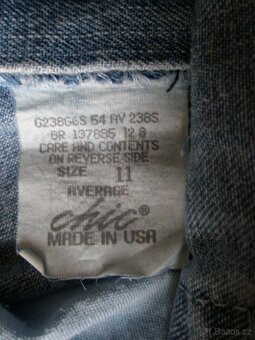 G238G6S 54 AV 238S
BR 137885 12 8
CARE AND CONTENTS
ON REVERSE SIDE
SIZE 11
AVERAGE
chic®
MADE IN USA
Bazos.cz